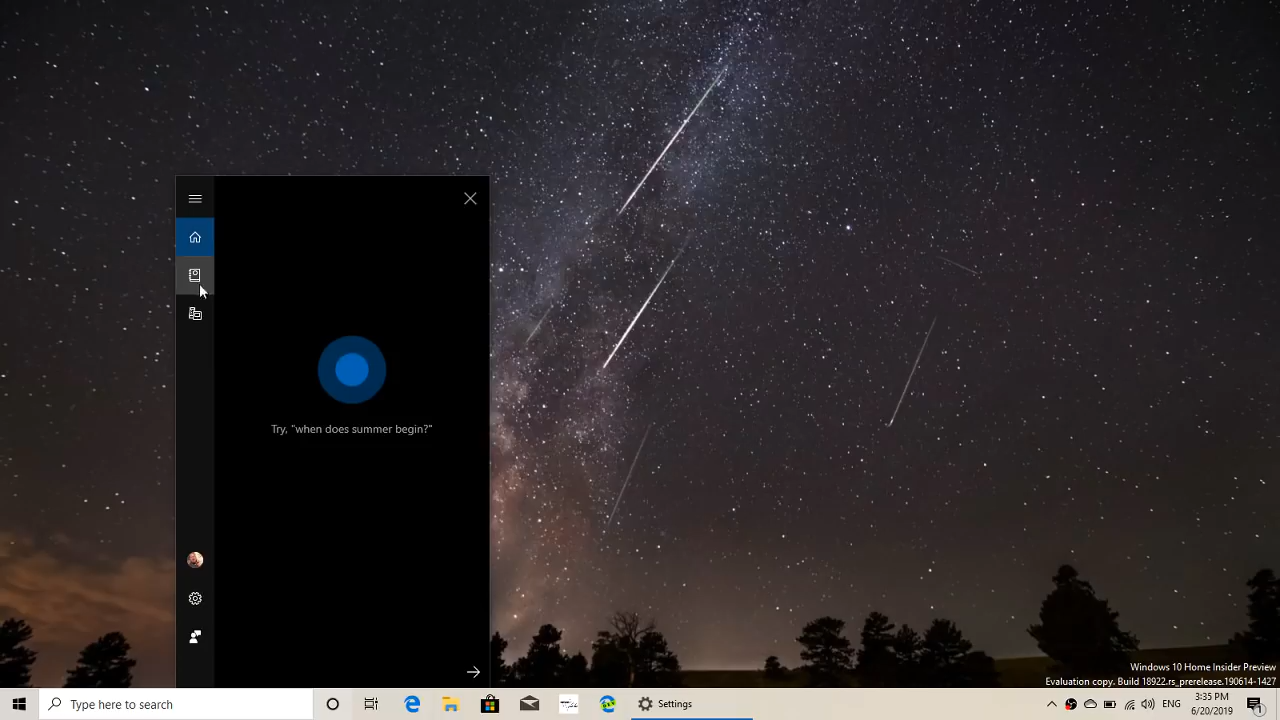 Try, "when does summer begin?"
Windows 10 Home Insider Preview
Evaluation copy. Build 18922.rs_prerelease.190614-1427
Type here to search
Settings
ENG
3:35 PM
6/20/2019
1